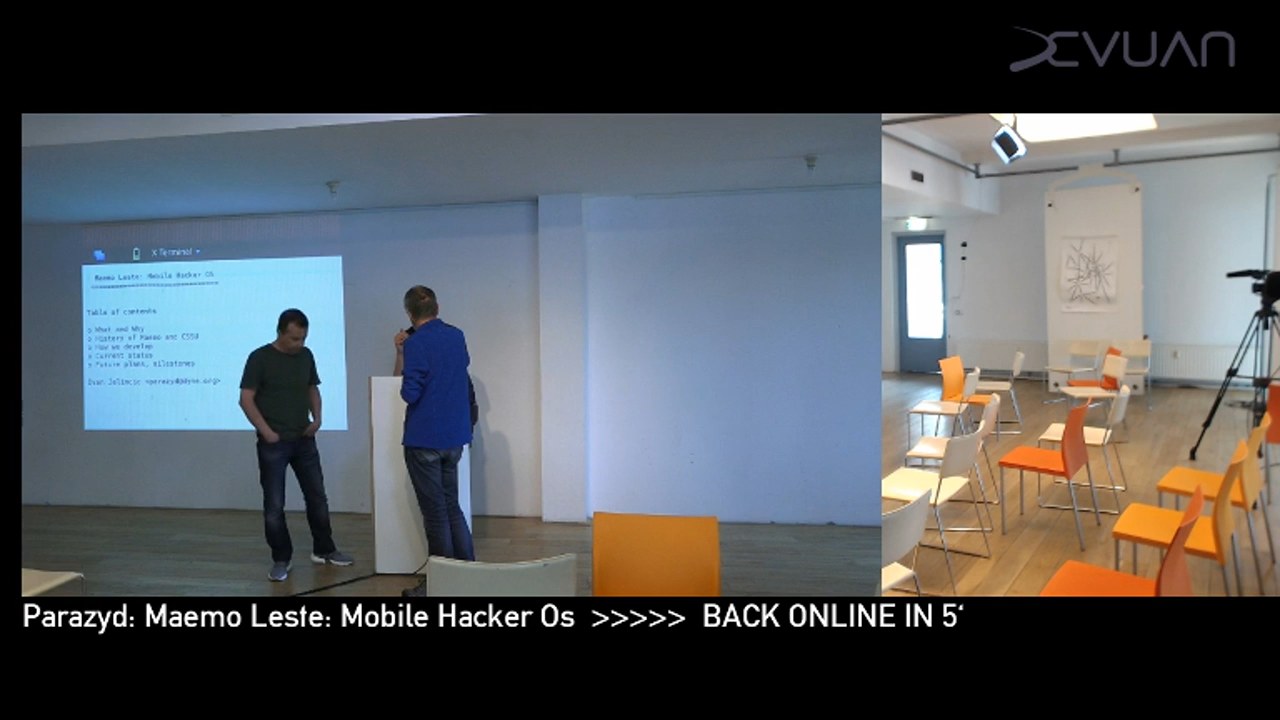 DEVUAN
X Terminal
Maemo Leste: Mobile Hacker OS
Table of contents
What and Why
History of Maemo and CSSU
How we develop
Current status
Future plans, milestones
Parazyd: Maemo Leste: Mobile Hacker Os >>>>> BACK ONLINE IN 5‘